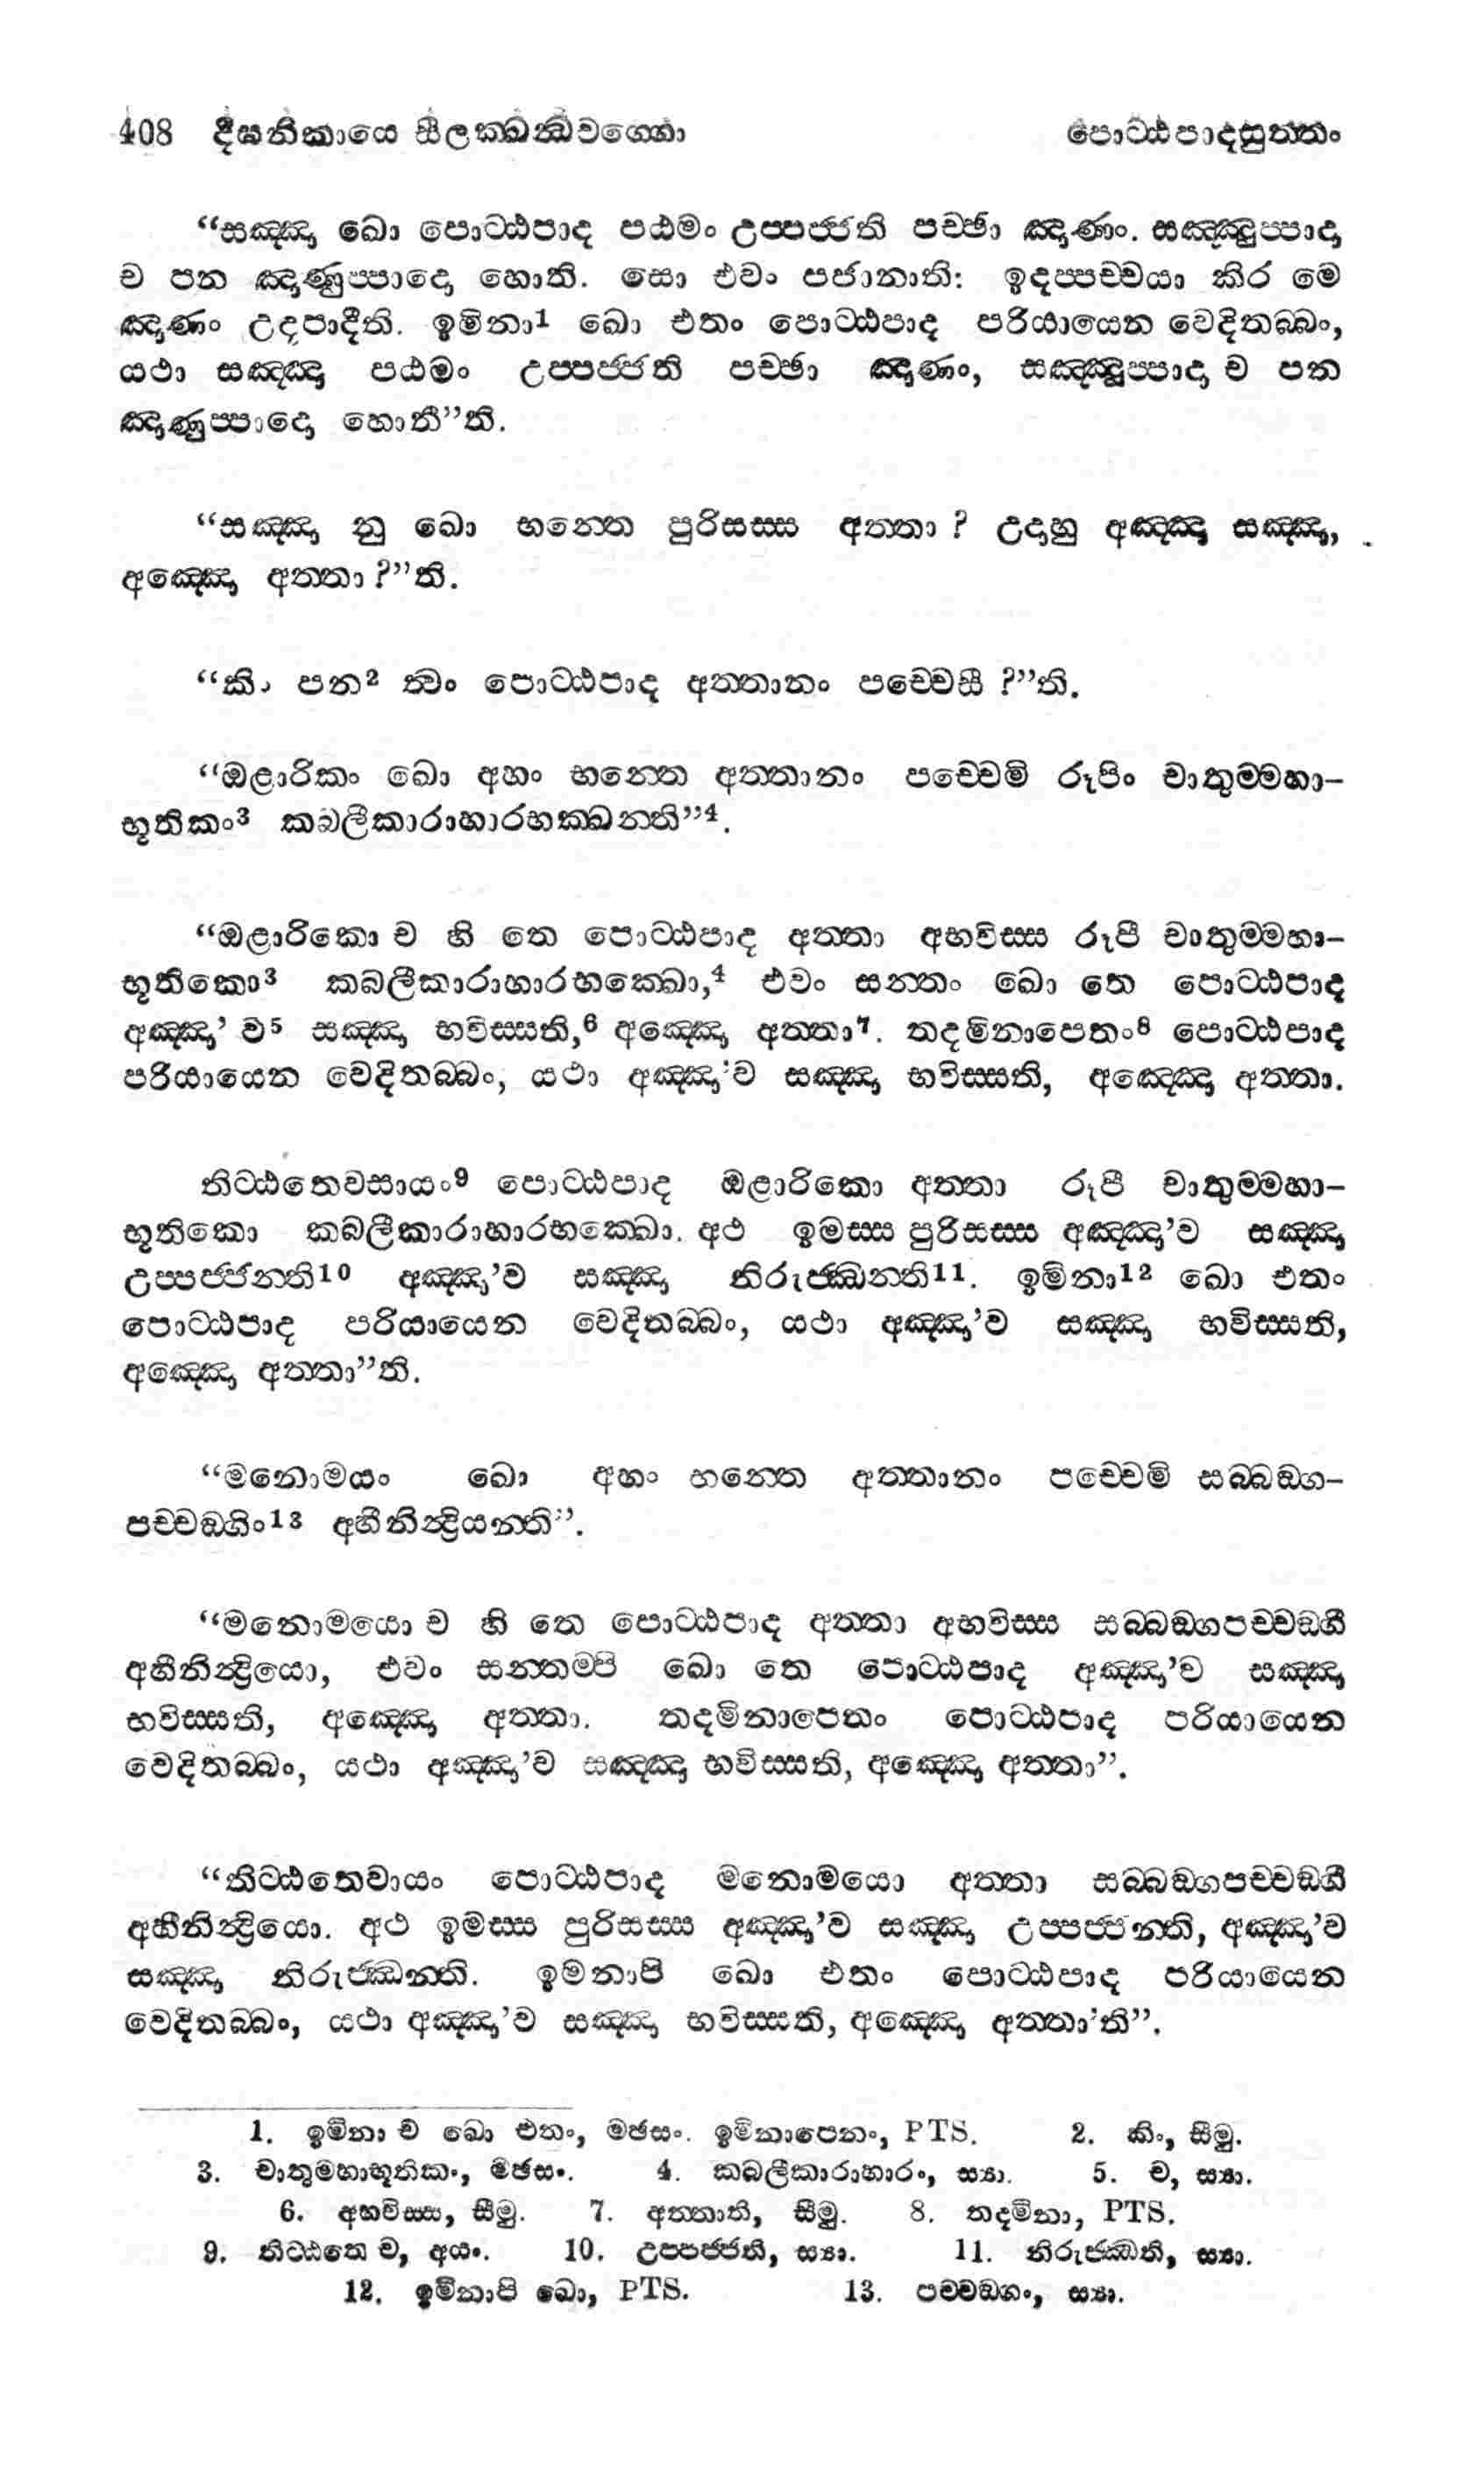 408 දීඝනිකායෙ සීලක්ඛන්ධවග්ගො පොට්ඨපාදසුත්තං
“සඤ්ඤා ඛො පොට්ඨපාද පඨමං උප්පජ්ජති පච්ඡා ඤාණං. සඤ්ඤුප්පාදා
ච පන ඤාණුප්පාදො හොති. සො එවං පජානාති: ඉදප්පච්චයා කිර මෙ
ඤාණං උදපාදීති. ඉමිනා1 ඛො එතං පොට්ඨපාද පරියායෙන වෙදිතබ්බං,
යථා සඤ්ඤා පඨමං උප්පජ්ජති පච්ඡා ඤාණං, සඤ්ඤුප්පාදා ච පන
ඤාණුප්පාදො හොතී”ති.
“සඤ්ඤා නු ඛො භන්තෙ පුරිසස්ස අත්තා ? උදාහු අඤ්ඤා සඤ්ඤා,
අඤ්ඤො අත්තා ?”ති.
“කිං පන2 ත්වං පොට්ඨපාද අත්තානං පච්චෙසී ?”ති.
“ඔළාරිකං ඛො අහං භන්තෙ අත්තානං පච්චෙමි රූපිං චාතුම්මහා-
භූතිකං3 කබලීකාරාහාරභක්ඛන්ති”4.
“ඔළාරිකො ච හි තෙ පොට්ඨපාද අත්තා අභවිස්ස රූපී චාතුම්මහා-
භූතිකො3 කබලීකාරාහාරභක්ඛො,4 එවං සන්තං ඛො තෙ පොට්ඨපාද
අඤ්ඤා’ ව5 සඤ්ඤා භවිස්සති,6 අඤ්ඤො අත්තා7. තදමිනාපෙතං8 පොට්ඨපාද
පරියායෙන වෙදිතබ්බං, යථා අඤ්ඤා’ව සඤ්ඤා භවිස්සති, අඤ්ඤො අත්තා.
තිට්ඨතෙවසායං9 පොට්ඨපාද ඔළාරිකො අත්තා රූපී චාතුම්මහා-
භූතිකො කබලීකාරාහාරභක්ඛො. අථ ඉමස්ස පුරිසස්ස අඤ්ඤා’ව සඤ්ඤා
උප්පජ්ජන්ති10 අඤ්ඤා’ව සඤ්ඤා නිරුජ්ඣන්ති11. ඉමිනා12 ඛො එතං
පොට්ඨපාද පරියායෙන වෙදිතබ්බං, යථා අඤ්ඤා’ව සඤ්ඤා භවිස්සති,
අඤ්ඤො අත්තා”ති.
“මනොමයං ඛො අහං භන්තෙ අත්තානං පච්චෙමි සබ්බඞ්ග-
පච්චඞ්ගිං13 අහීනින්ද්‍රියන්ති”.
“මනොමයො ච හි තෙ පොට්ඨපාද අත්තා අභවිස්ස සබ්බඞ්ගපච්චඞ්ගී
අහීනින්ද්‍රියො, එවං සන්තම්පි ඛො තෙ පොට්ඨපාද අඤ්ඤා’ව සඤ්ඤා
භවිස්සති, අඤ්ඤො අත්තා. තදමිනාපෙතං පොට්ඨපාද පරියායෙන
වෙදිතබ්බං, යථා අඤ්ඤා’ව සඤ්ඤා භවිස්සති, අඤ්ඤො අත්තා”.
“තිට්ඨතෙවායං පොට්ඨපාද මනොමයො අත්තා සබ්බඞ්ගපච්චඞ්ගී
අහීනින්ද්‍රියො. අථ ඉමස්ස පුරිසස්ස අඤ්ඤා’ව සඤ්ඤා උප්පජ්ජන්ති, අඤ්ඤා’ව
සඤ්ඤා නිරුජ්ඣන්ති. ඉමිනාපි ඛො එතං පොට්ඨපාද පරියායෙන
වෙදිතබ්බං, යථා අඤ්ඤා’ව සඤ්ඤා භවිස්සති, අඤ්ඤො අත්තා’ති”.
1. ඉමිනා ච ඛො එතං, මඡසං. ඉමිනාපෙතං, PTS. 2. කිං, සීමු.
3. චාතුමහාභූතිකං, මඡසං. 4. කබලීකාරාහාරං, ස්‍යා. 5. ච, ස්‍යා.
6. අභවිස්ස, සීමු. 7. අත්තාති, සීමු. 8. තදමිනා, PTS.
9. තිට්ඨතෙ ච, අයං. 10. උප්පජ්ජති, ස්‍යා. 11. නිරුජ්ඣති, ස්‍යා.
12. ඉමිනාපි ඛො, PTS. 13. පච්චඞ්ගං, ස්‍යා.